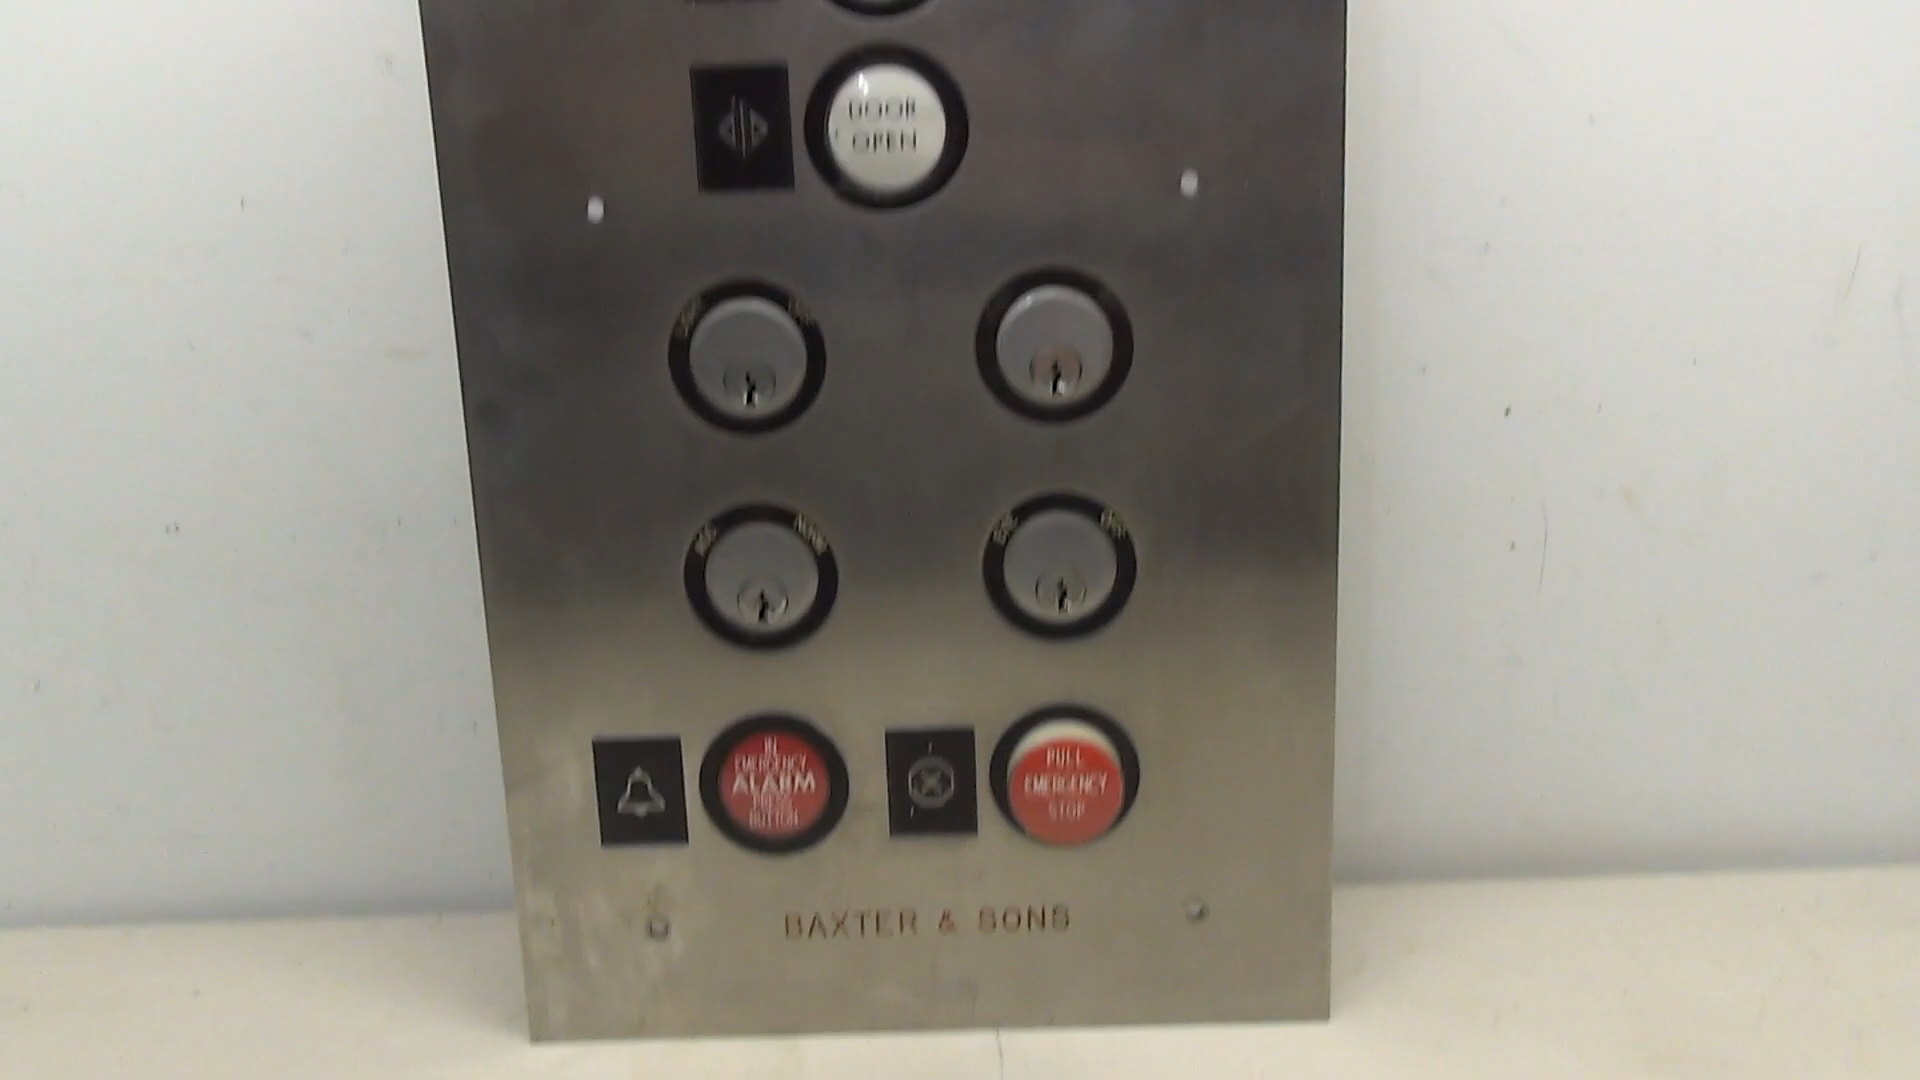 DOOR
OPEN
IN
EMERGENCY
ALARM
PRESS
BUTTON
PULL
EMERGENCY
STOP
BAXTER & SONS